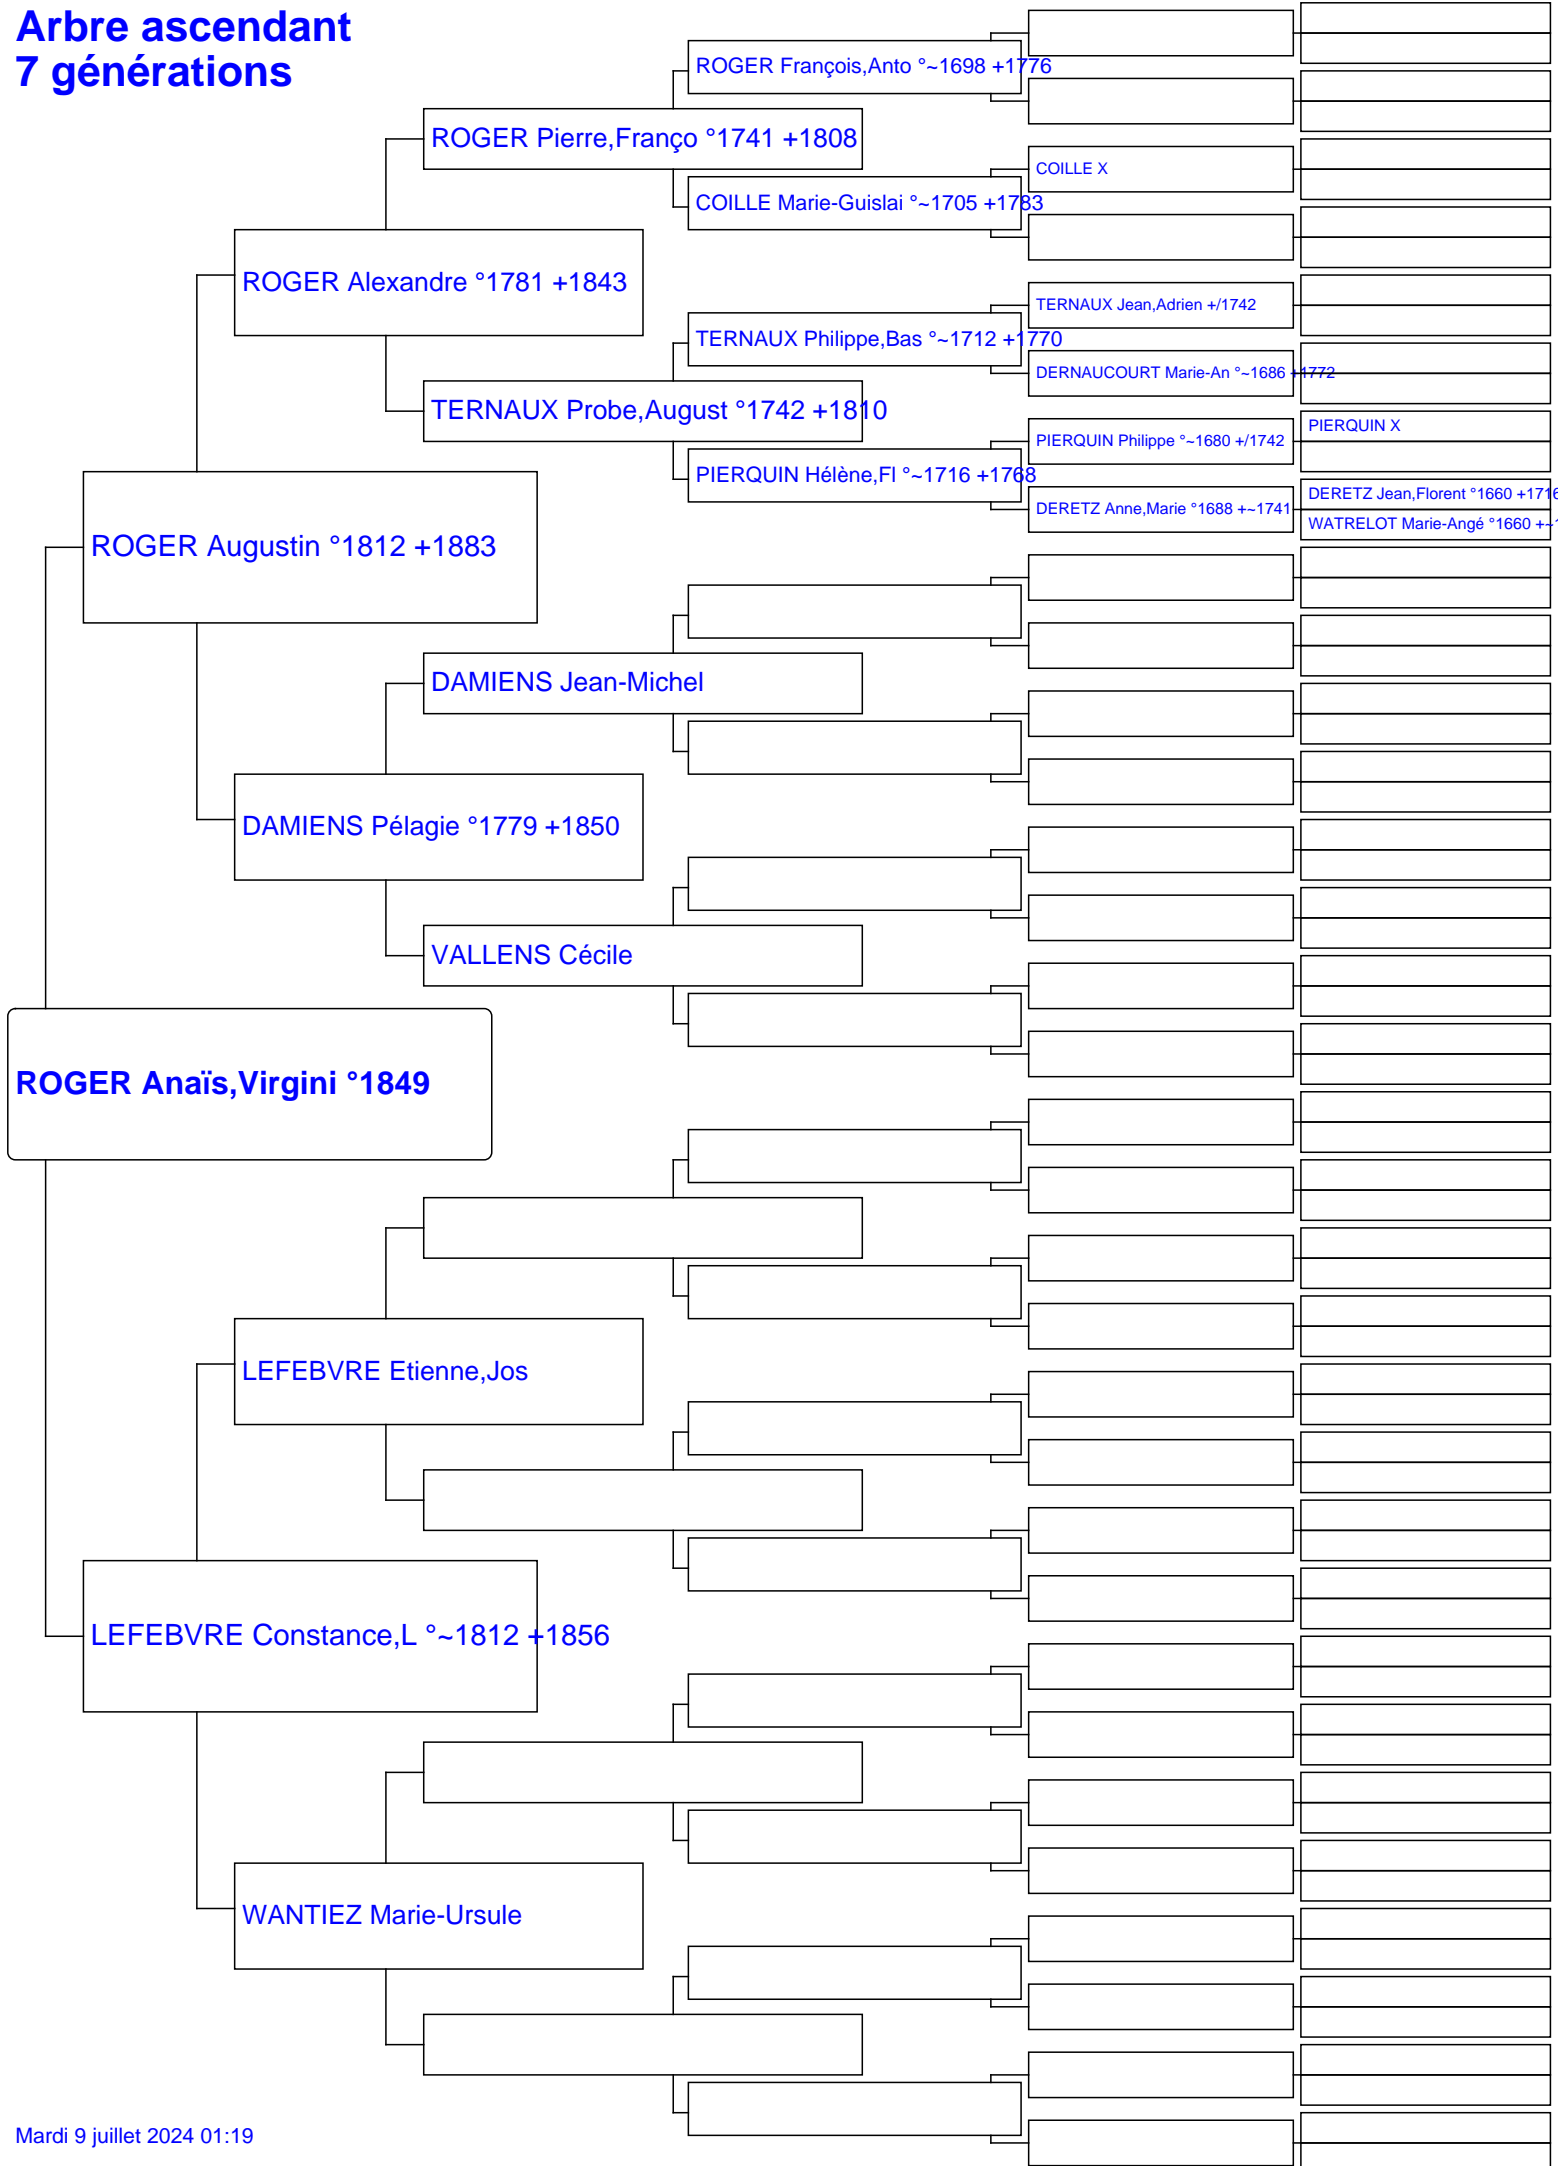 Arbre ascendant
7 générations
ROGER François,Anto °~1698 +1776
ROGER Pierre,Franço °1741 +1808
COILLE X
COILLE Marie-Guislai °~1705 +1783
ROGER Alexandre °1781 +1843
TERNAUX Jean,Adrien +/1742
TERNAUX Philippe,Bas °~1712 +1770
DERNAUCOURT Marie-An °~1686 +1772
TERNAUX Probe,August °1742 +1810
PIERQUIN X
PIERQUIN Philippe °~1680 +/1742
PIERQUIN Hélène,Fl °~1716 +1768
DERETZ Jean,Florent °1660 +1716
DERETZ Anne,Marie °1688 +~1741
WATRELOT Marie-Angé °1660 +~1
ROGER Augustin °1812 +1883
DAMIENS Jean-Michel
DAMIENS Pélagie °1779 +1850
VALLENS Cécile
ROGER Anaïs,Virgini °1849
LEFEBVRE Etienne,Jos
LEFEBVRE Constance,L °~1812 +1856
WANTIEZ Marie-Ursule
Mardi 9 juillet 2024 01:19